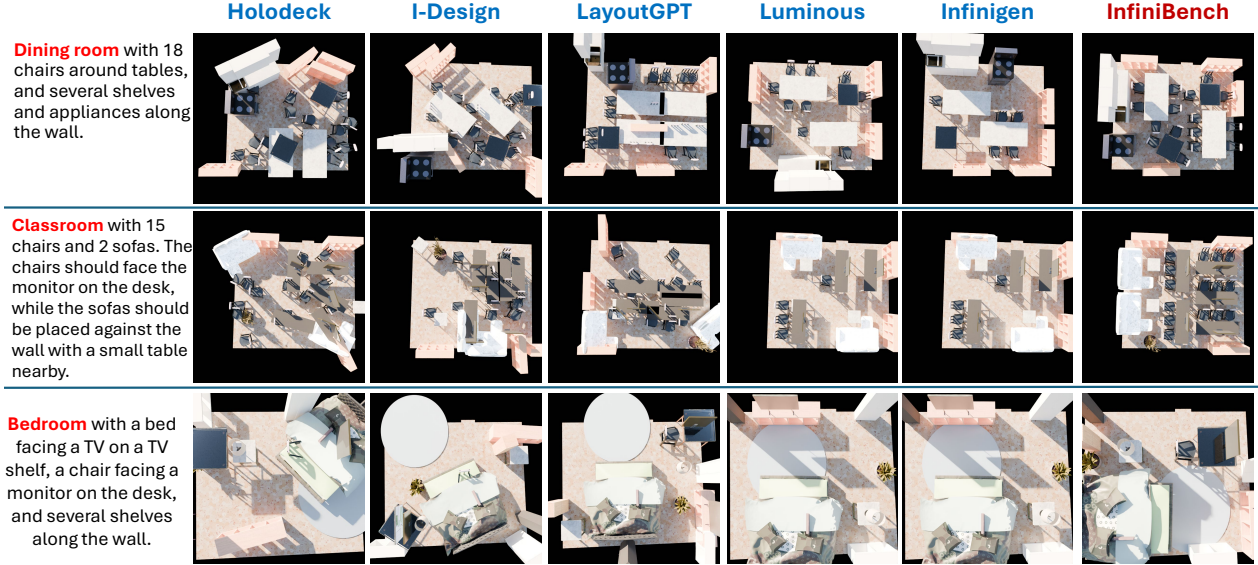 Holodeck I-Design LayoutGPT Luminous Infinigen InfiniBench
Dining room with 18
chairs around tables,
and several shelves
and appliances along
the wall.
Classroom with 15
chairs and 2 sofas. The
chairs should face the
monitor on the desk,
while the sofas should
be placed against the
wall with a small table
nearby.
Bedroom with a bed
facing a TV on a TV
shelf, a chair facing a
monitor on the desk,
and several shelves
along the wall.